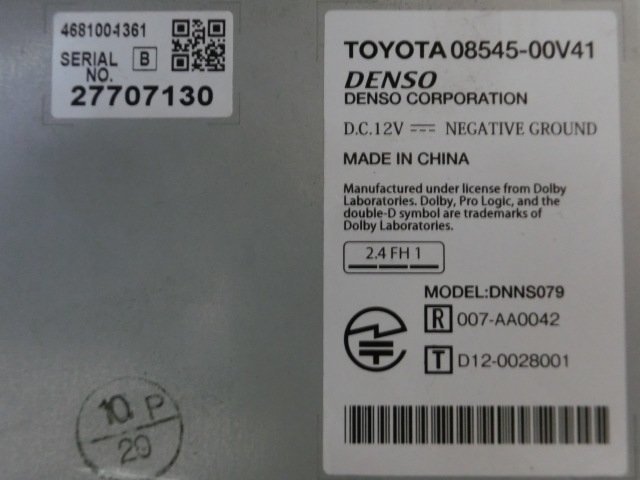 4681004361
SERIAL NO. B
27707130
TOYOTA 08545-00V41
DENSO
DENSO CORPORATION
D.C.12V NEGATIVE GROUND
MADE IN CHINA
Manufactured under license from Dolby
Laboratories. Dolby, Pro Logic, and the
double-D symbol are trademarks of
Dolby Laboratories.
2.4 FH 1
MODEL:DNNS079
R 007-AA0042
T D12-0028001
10. P
29